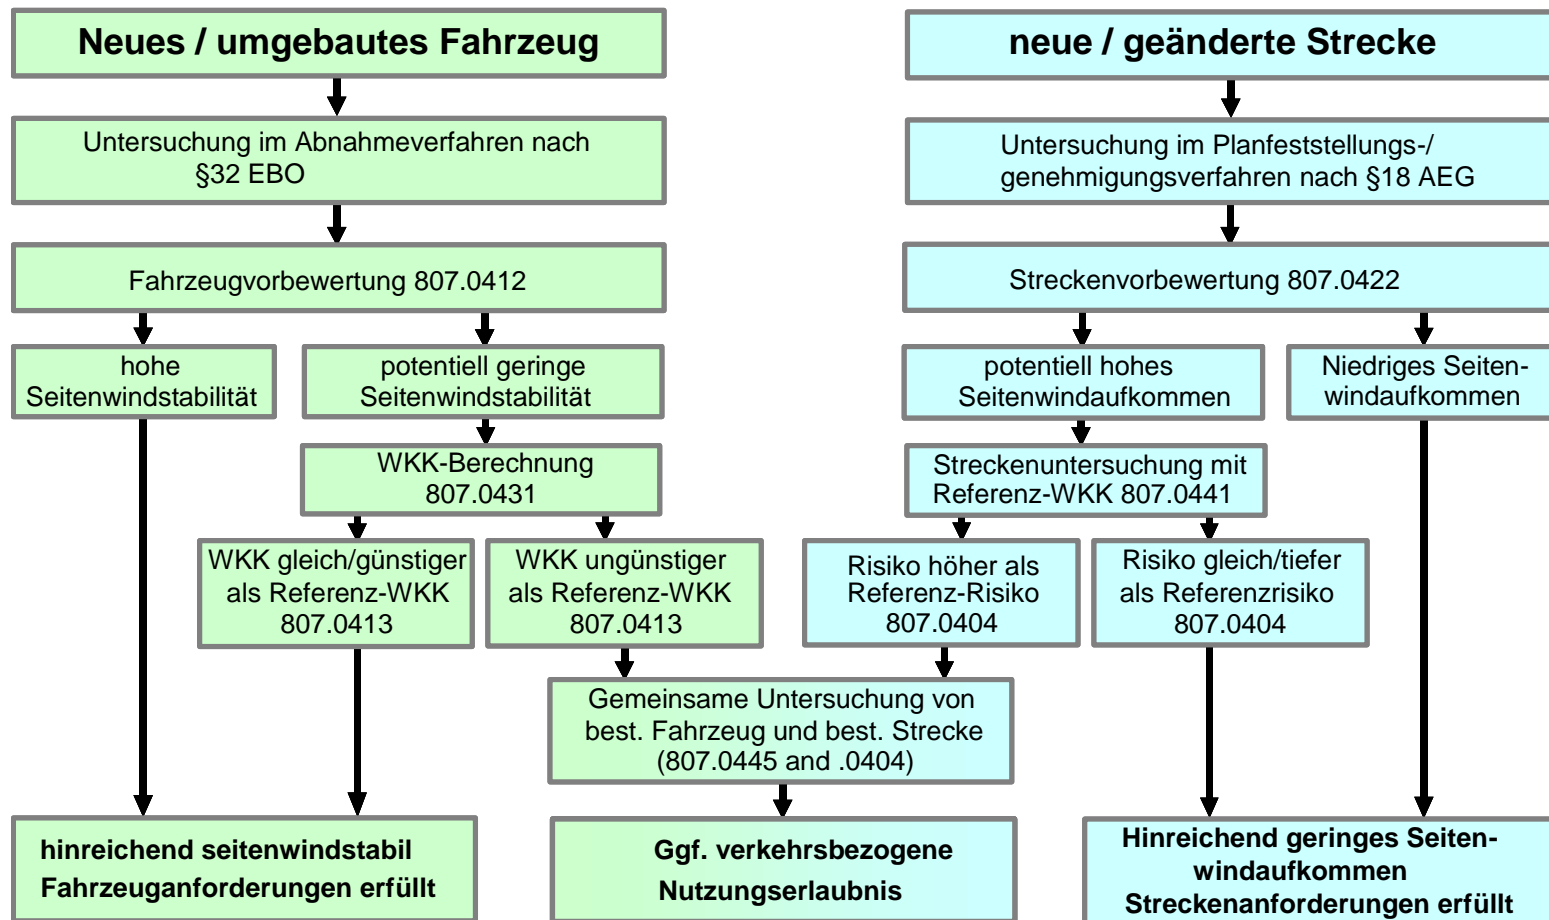 Neues / umgebautes Fahrzeug
neue / geänderte Strecke
Untersuchung im Abnahmeverfahren nach
§32 EBO
Untersuchung im Planfeststellungs-/
genehmigungsverfahren nach §18 AEG
Fahrzeugvorbewertung 807.0412
Streckenvorbewertung 807.0422
hohe
Seitenwindstabilität
potentiell geringe
Seitenwindstabilität
potentiell hohes
Seitenwindaufkommen
Niedriges Seiten-
windaufkommen
WKK-Berechnung
807.0431
Streckenuntersuchung mit
Referenz-WKK 807.0441
WKK gleich/günstiger
als Referenz-WKK
807.0413
WKK ungünstiger
als Referenz-WKK
807.0413
Risiko höher als
Referenz-Risiko
807.0404
Risiko gleich/tiefer
als Referenzrisiko
807.0404
Gemeinsame Untersuchung von
best. Fahrzeug und best. Strecke
(807.0445 and .0404)
hinreichend seitenwindstabil
Fahrzeuganforderungen erfüllt
Ggf. verkehrsbezogene
Nutzungserlaubnis
Hinreichend geringes Seiten-
windaufkommen
Streckenanforderungen erfüllt